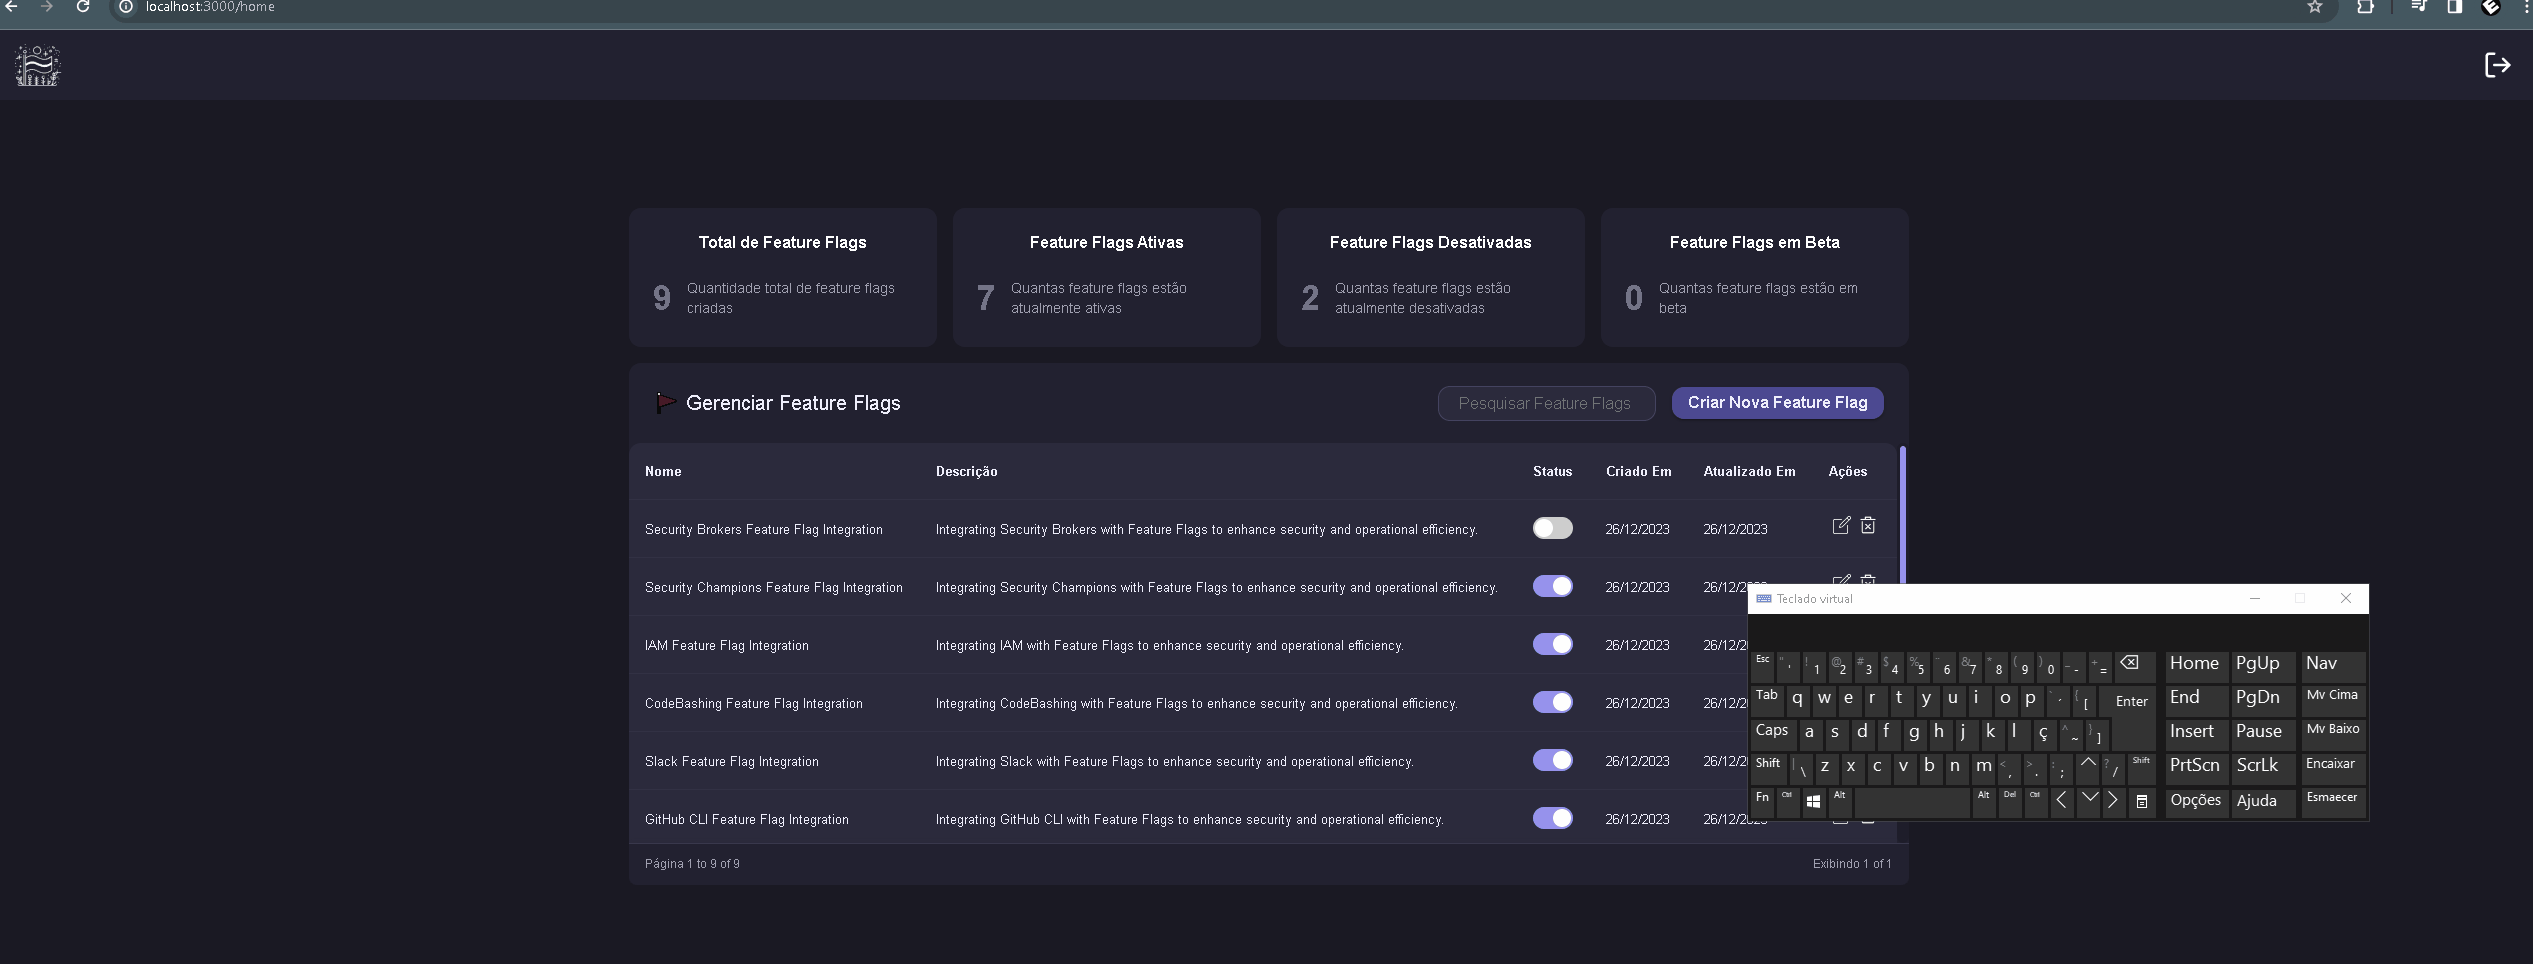 localhost:3000/home
Total de Feature Flags
9
Quantidade total de feature flags
criadas
Feature Flags Ativas
7
Quantas feature flags estão
atualmente ativas
Feature Flags Desativadas
2
Quantas feature flags estão
atualmente desativadas
Feature Flags em Beta
0
Quantas feature flags estão em
beta
Gerenciar Feature Flags
Pesquisar Feature Flags
Criar Nova Feature Flag
Nome Descrição Status Criado Em Atualizado Em Ações
Security Brokers Feature Flag Integration Integrating Security Brokers with Feature Flags to enhance security and operational efficiency. 26/12/2023 26/12/2023
Security Champions Feature Flag Integration Integrating Security Champions with Feature Flags to enhance security and operational efficiency. 26/12/2023 26/12/2023
IAM Feature Flag Integration Integrating IAM with Feature Flags to enhance security and operational efficiency. 26/12/2023 26/12/2
CodeBashing Feature Flag Integration Integrating CodeBashing with Feature Flags to enhance security and operational efficiency. 26/12/2023 26/12/2
Slack Feature Flag Integration Integrating Slack with Feature Flags to enhance security and operational efficiency. 26/12/2023 26/12/2
GitHub CLI Feature Flag Integration Integrating GitHub CLI with Feature Flags to enhance security and operational efficiency. 26/12/2023 26/12/2023
Página 1 to 9 of 9
Exibindo 1 of 1
Teclado virtual
Esc " ' ! 1 @ 2 # 3 $ 4 % 5 ¨ 6 & 7 * 8 ( 9 ) 0 _ - + = Home PgUp Nav
Tab q w e r t y u i o p ` ´ { [ Enter End PgDn Mv Cima
Caps a s d f g h j k l ç ^ ~ } ] Insert Pause Mv Baixo
Shift | \ z x c v b n m < , > . : ; ? / Shift PrtScn ScrLk Encaixar
Fn Ctrl Alt Alt Del Ctrl Opções Ajuda Esmaecer